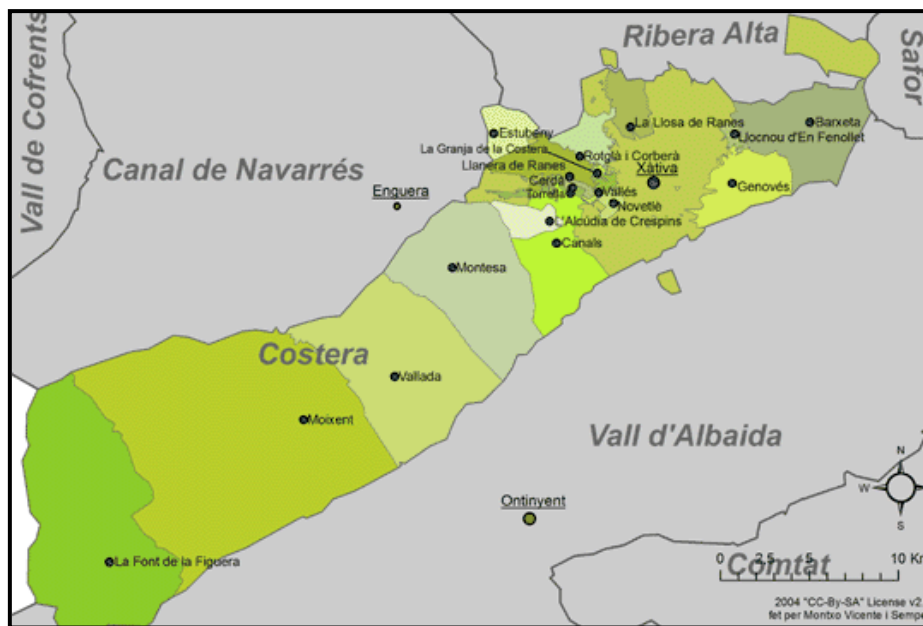 Ribera Alta
Safor
Vall de Cofrents
Canal de Navarrés
Estubeny
La Llosa de Ranes
Barxeta
Llocnou d'En Fenollet
La Granja de la Costera
Rotglà i Corberà
Llanera de Ranes
Xàtiva
Cerdà
Genovés
Torrella
Vallés
Enguera
Novetlè
L'Alcúdia de Crespins
Canals
Montesa
Costera
Vallada
Moixent
Vall d'Albaida
Ontinyent
La Font de la Figuera
N
W
E
S
0 2,5 5 10 Km
Comtat
2004 "CC-By-SA" License v2.
fet per Montxo Vicente i Sempe